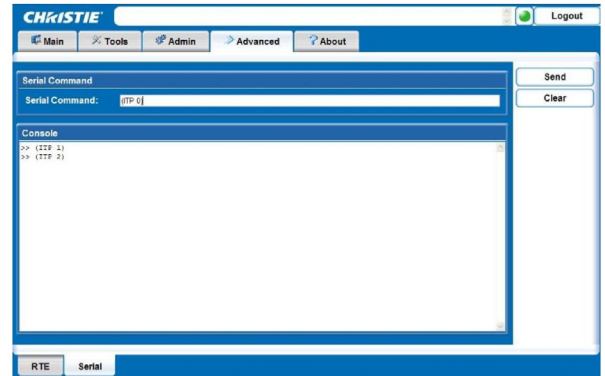 CHRISTIE
Logout
Main
Tools
Admin
Advanced
About
Serial Command
Send
Serial Command: (ITP 0)
Clear
Console
>> (ITP 1)
>> (ITP 2)
RTE
Serial